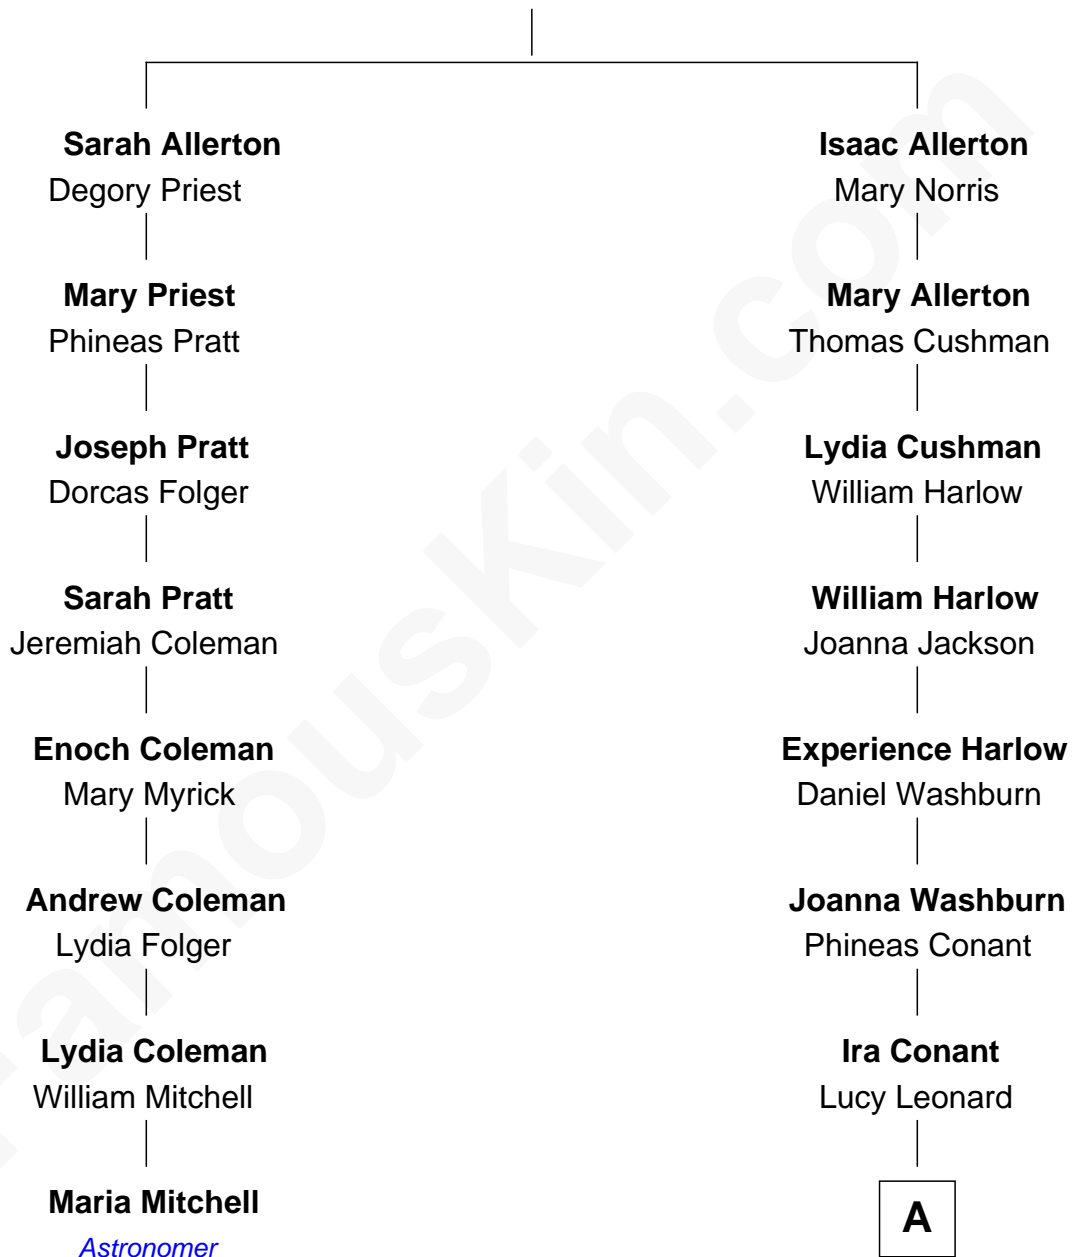 Sarah Allerton
Degory Priest
Mary Priest
Phineas Pratt
Joseph Pratt
Dorcas Folger
Sarah Pratt
Jeremiah Coleman
Enoch Coleman
Mary Myrick
Andrew Coleman
Lydia Folger
Lydia Coleman
William Mitchell
Maria Mitchell
Astronomer
Isaac Allerton
Mary Norris
Mary Allerton
Thomas Cushman
Lydia Cushman
William Harlow
William Harlow
Joanna Jackson
Experience Harlow
Daniel Washburn
Joanna Washburn
Phineas Conant
Ira Conant
Lucy Leonard
A
FamousKin.com